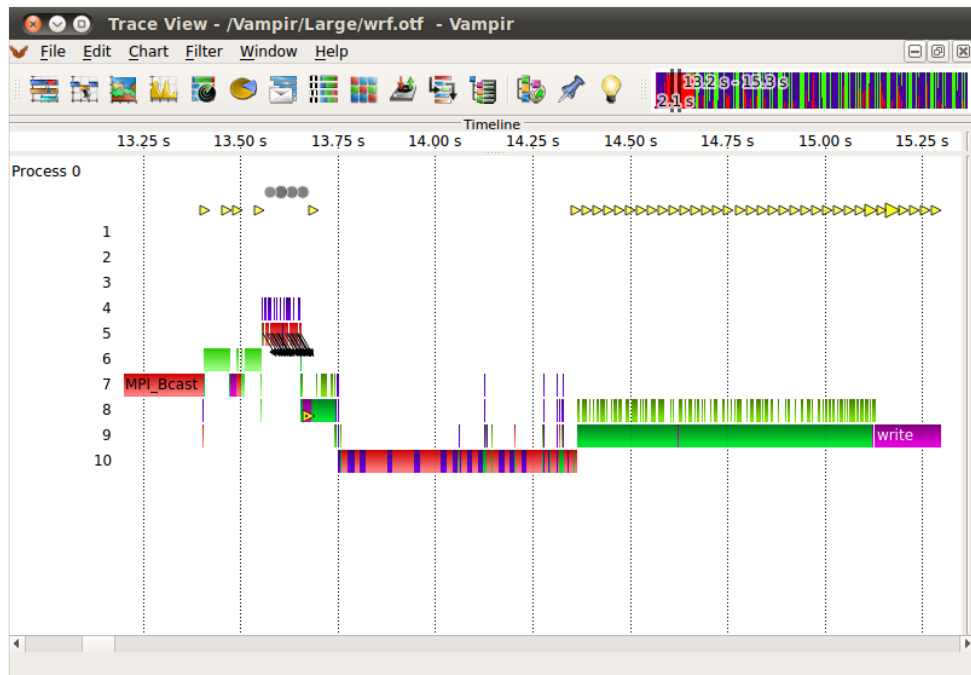 Trace View - /Vampir/Large/wrf.otf - Vampir
File Edit Chart Filter Window Help
13.2 s - 15.3 s
2.1 s
Timeline
13.25 s 13.50 s 13.75 s 14.00 s 14.25 s 14.50 s 14.75 s 15.00 s 15.25 s
Process 0
1
2
3
4
5
6
7 MPI_Bcast
8
9 write
10